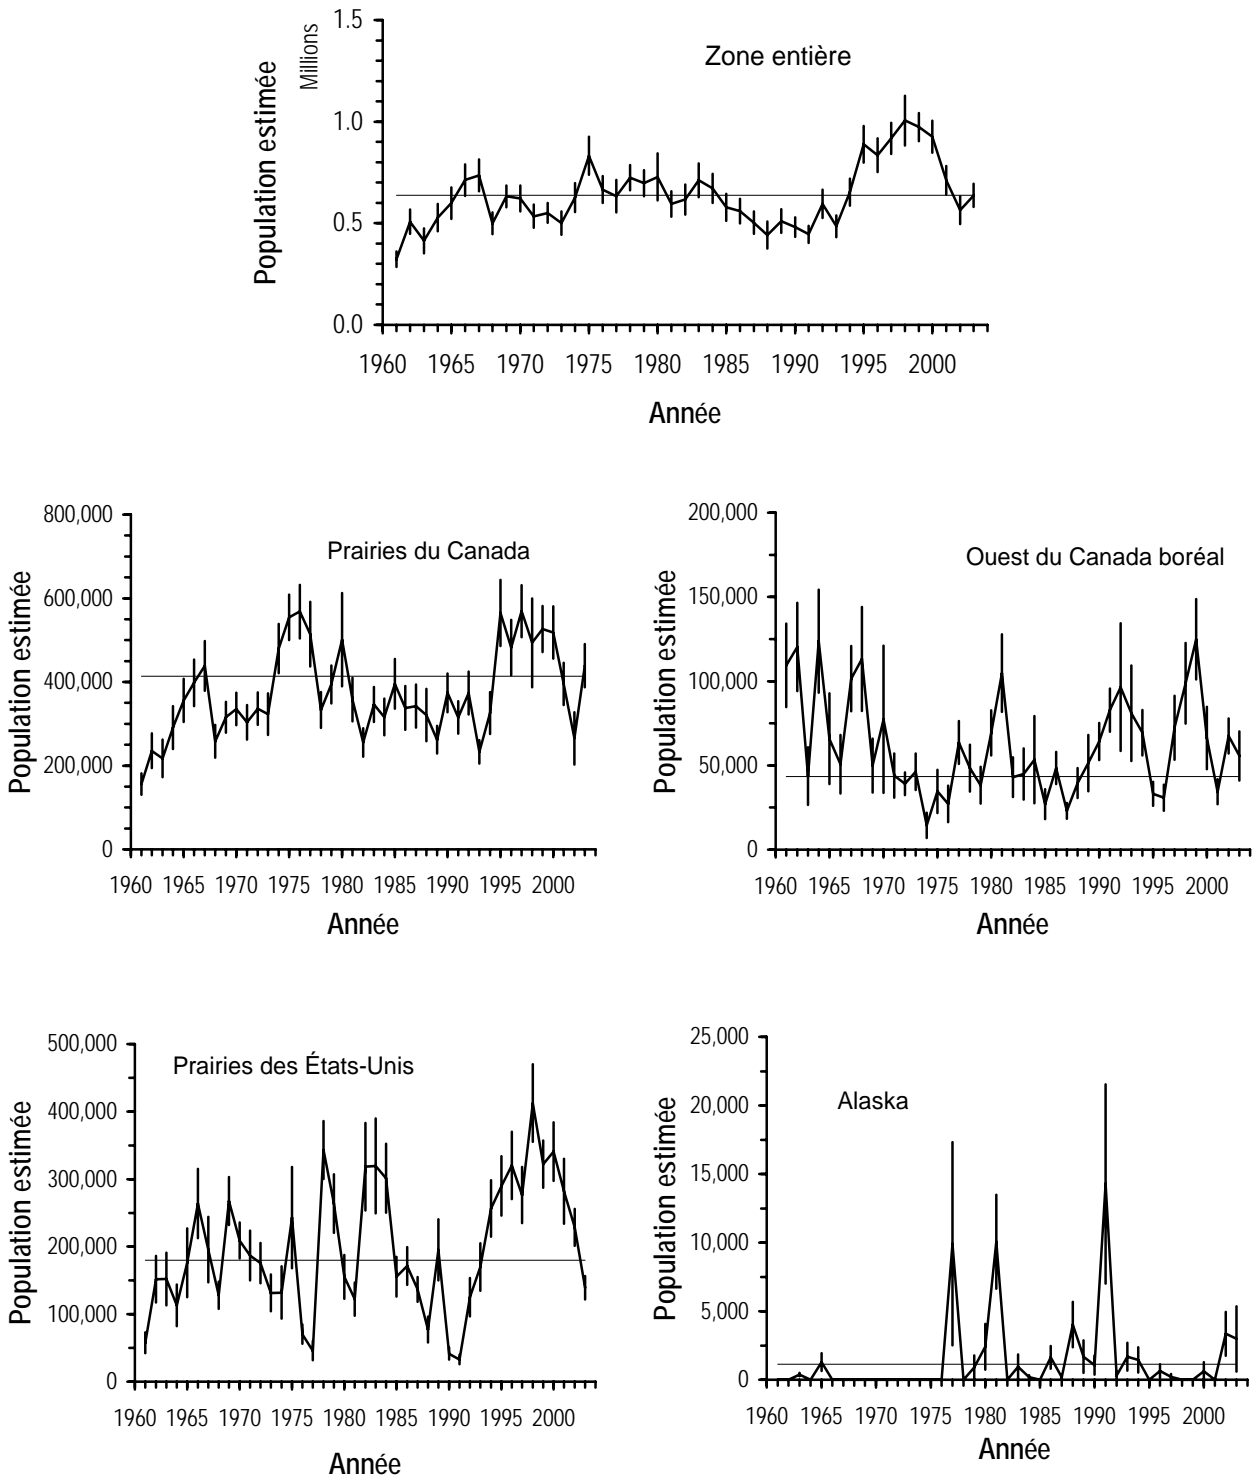 Zone entière
Population estimée
Millions
1.5
1.0
0.5
0.0
1960 1965 1970 1975 1980 1985 1990 1995 2000
Année
Prairies du Canada
Population estimée
800,000
600,000
400,000
200,000
0
1960 1965 1970 1975 1980 1985 1990 1995 2000
Année
Ouest du Canada boréal
Population estimée
200,000
150,000
100,000
50,000
0
1960 1965 1970 1975 1980 1985 1990 1995 2000
Année
Prairies des États-Unis
Population estimée
500,000
400,000
300,000
200,000
100,000
0
1960 1965 1970 1975 1980 1985 1990 1995 2000
Année
Alaska
Population estimée
25,000
20,000
15,000
10,000
5,000
0
1960 1965 1970 1975 1980 1985 1990 1995 2000
Année